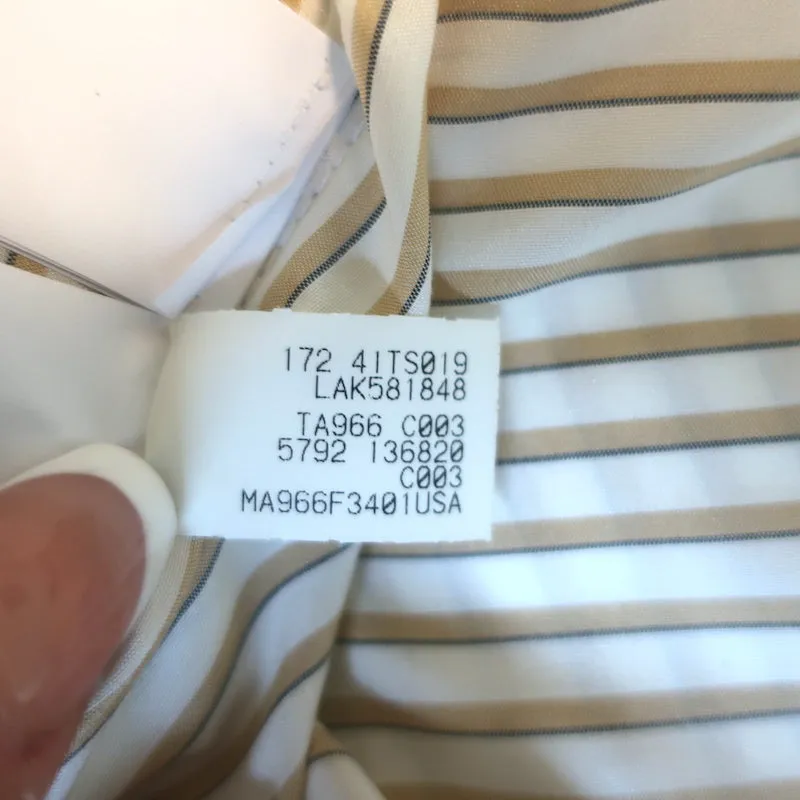 172 41TS019
LAK581848
TA966 C003
5792 136820
C003
MA966F3401USA